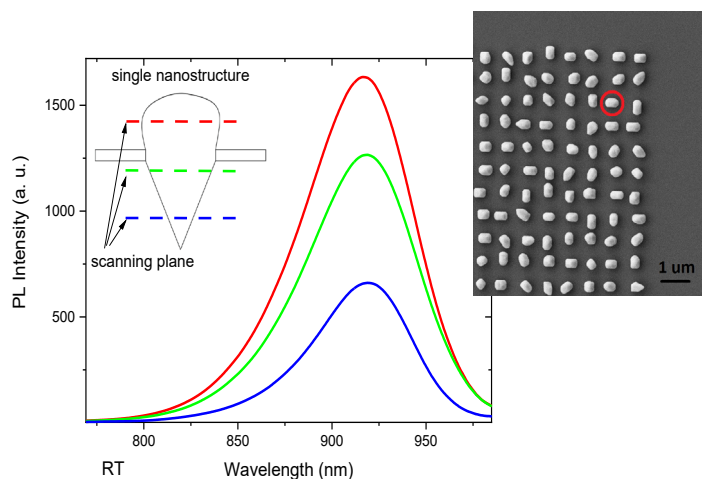 single nanostructure
scanning plane
PL Intensity (a. u.)
1500
1000
500
800
850
900
950
RT
Wavelength (nm)
1 um